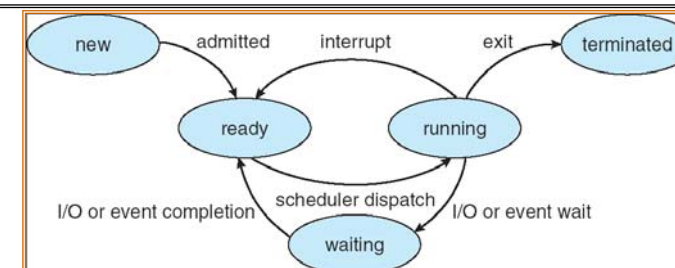 new
admitted
interrupt
exit
terminated
ready
running
scheduler dispatch
I/O or event completion
I/O or event wait
waiting